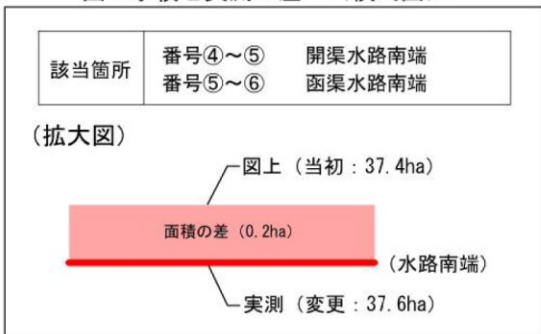 該当箇所
番号④～⑤ 開渠水路南端
番号⑤～⑥ 函渠水路南端
（拡大図）
図上（当初：37.4ha）
面積の差（0.2ha）
（水路南端）
実測（変更：37.6ha）